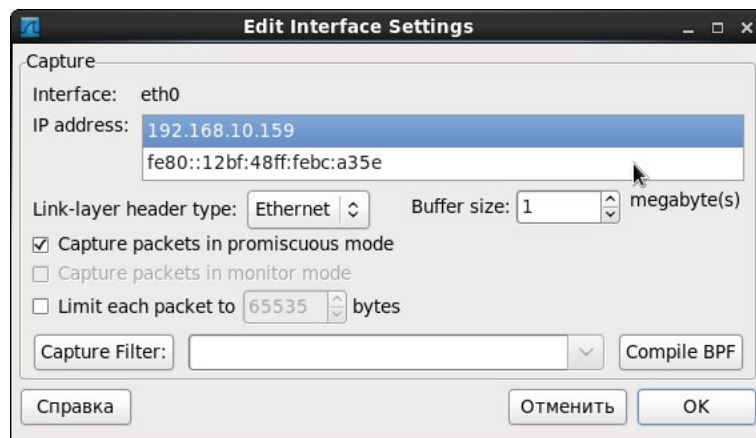 Edit Interface Settings
Capture
Interface: eth0
IP address: 192.168.10.159
fe80::12bf:48ff:febc:a35e
Link-layer header type: Ethernet Buffer size: 1 megabyte(s)
Capture packets in promiscuous mode
Capture packets in monitor mode
Limit each packet to 65535 bytes
Capture Filter: Compile BPF
Справка Отменить OK